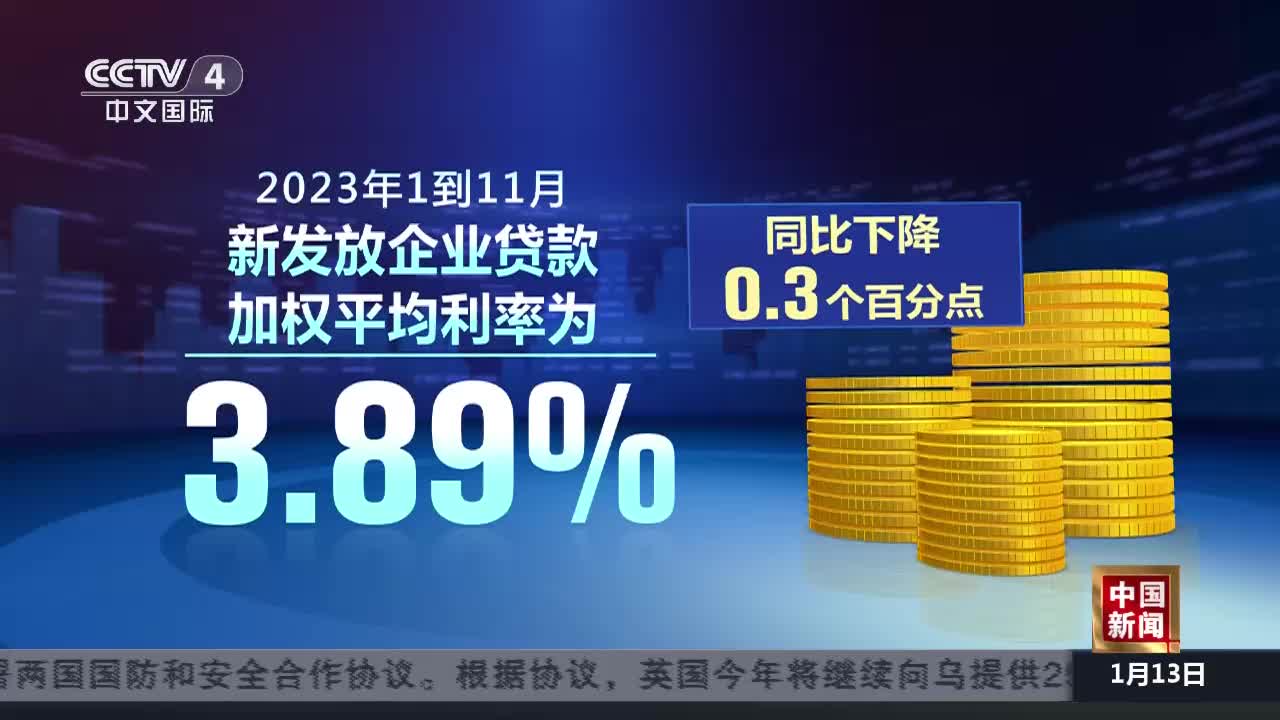 CCTV 4
中文国际
2023年1到11月
新发放企业贷款
加权平均利率为
3.89%
同比下降
0.3个百分点
中国
新闻
两国国防和安全合作协议。根据协议，英国今年将继续向乌提供2
1月13日